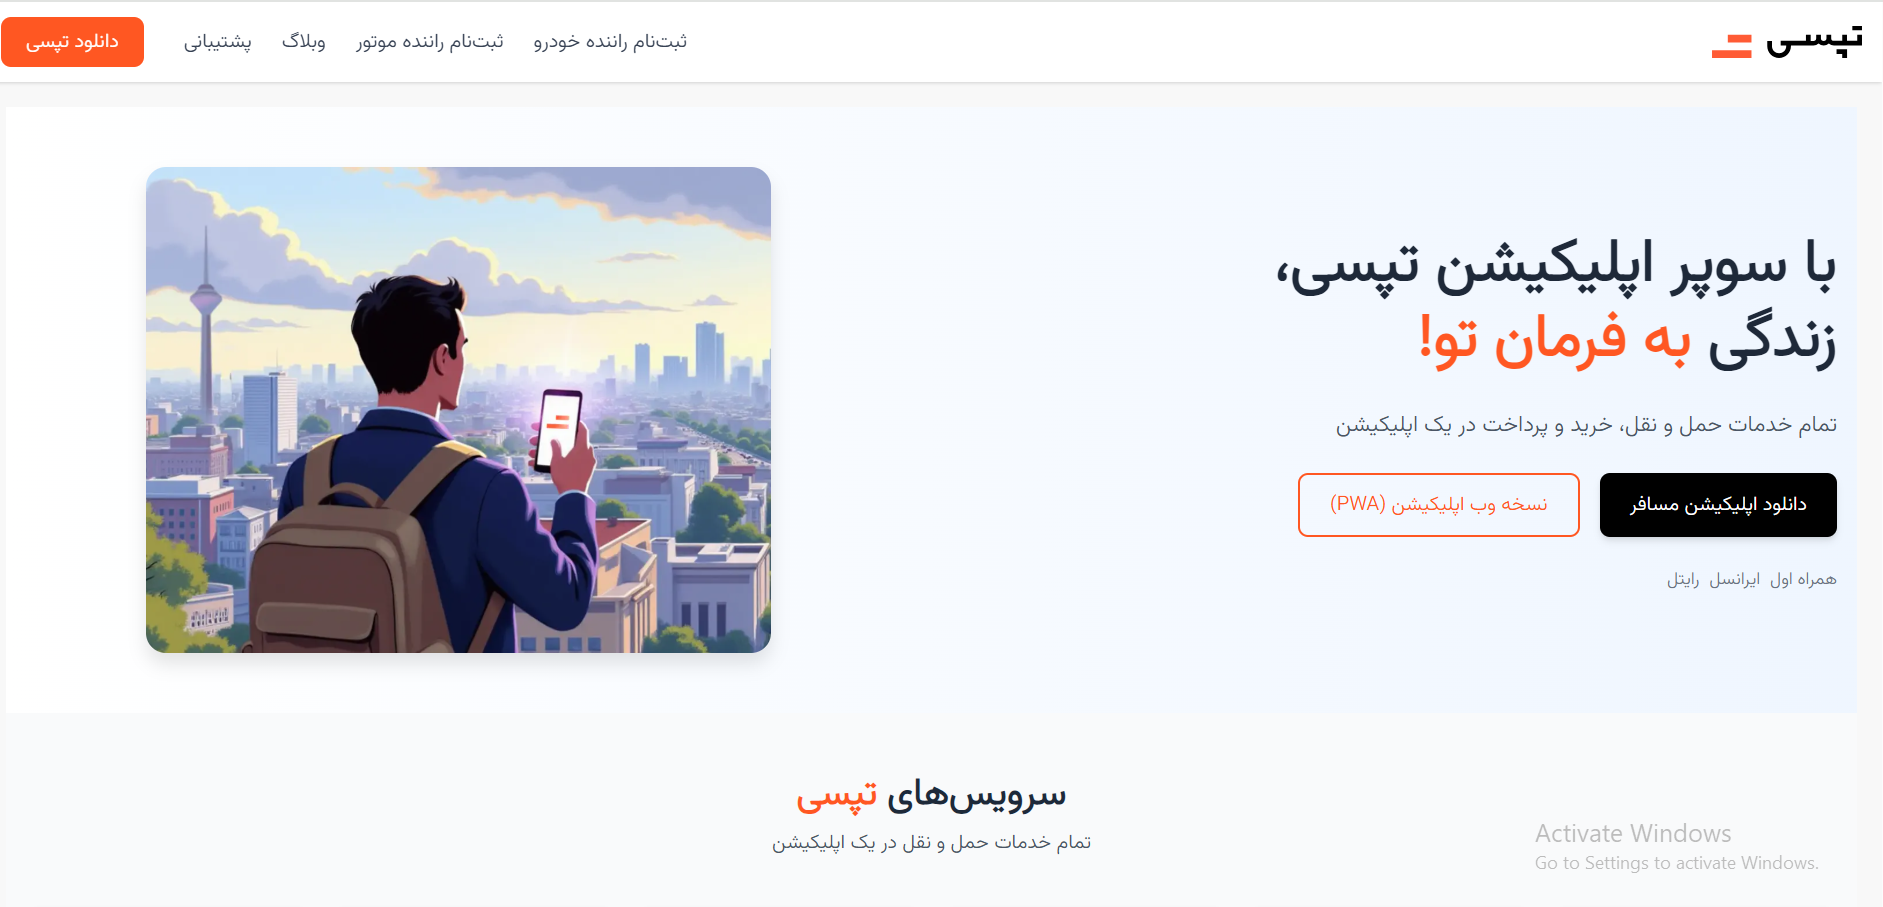 تپسی
ثبت‌نام راننده خودرو
ثبت‌نام راننده موتور
وبلاگ
پشتیبانی
دانلود تپسی
با سوپر اپلیکیشن تپسی،
زندگی به فرمان تو!
تمام خدمات حمل و نقل، خرید و پرداخت در یک اپلیکیشن
دانلود اپلیکیشن مسافر
نسخه وب اپلیکیشن (PWA)
همراه اول ایرانسل رایتل
سرویس‌های تپسی
تمام خدمات حمل و نقل در یک اپلیکیشن
Activate Windows
Go to Settings to activate Windows.